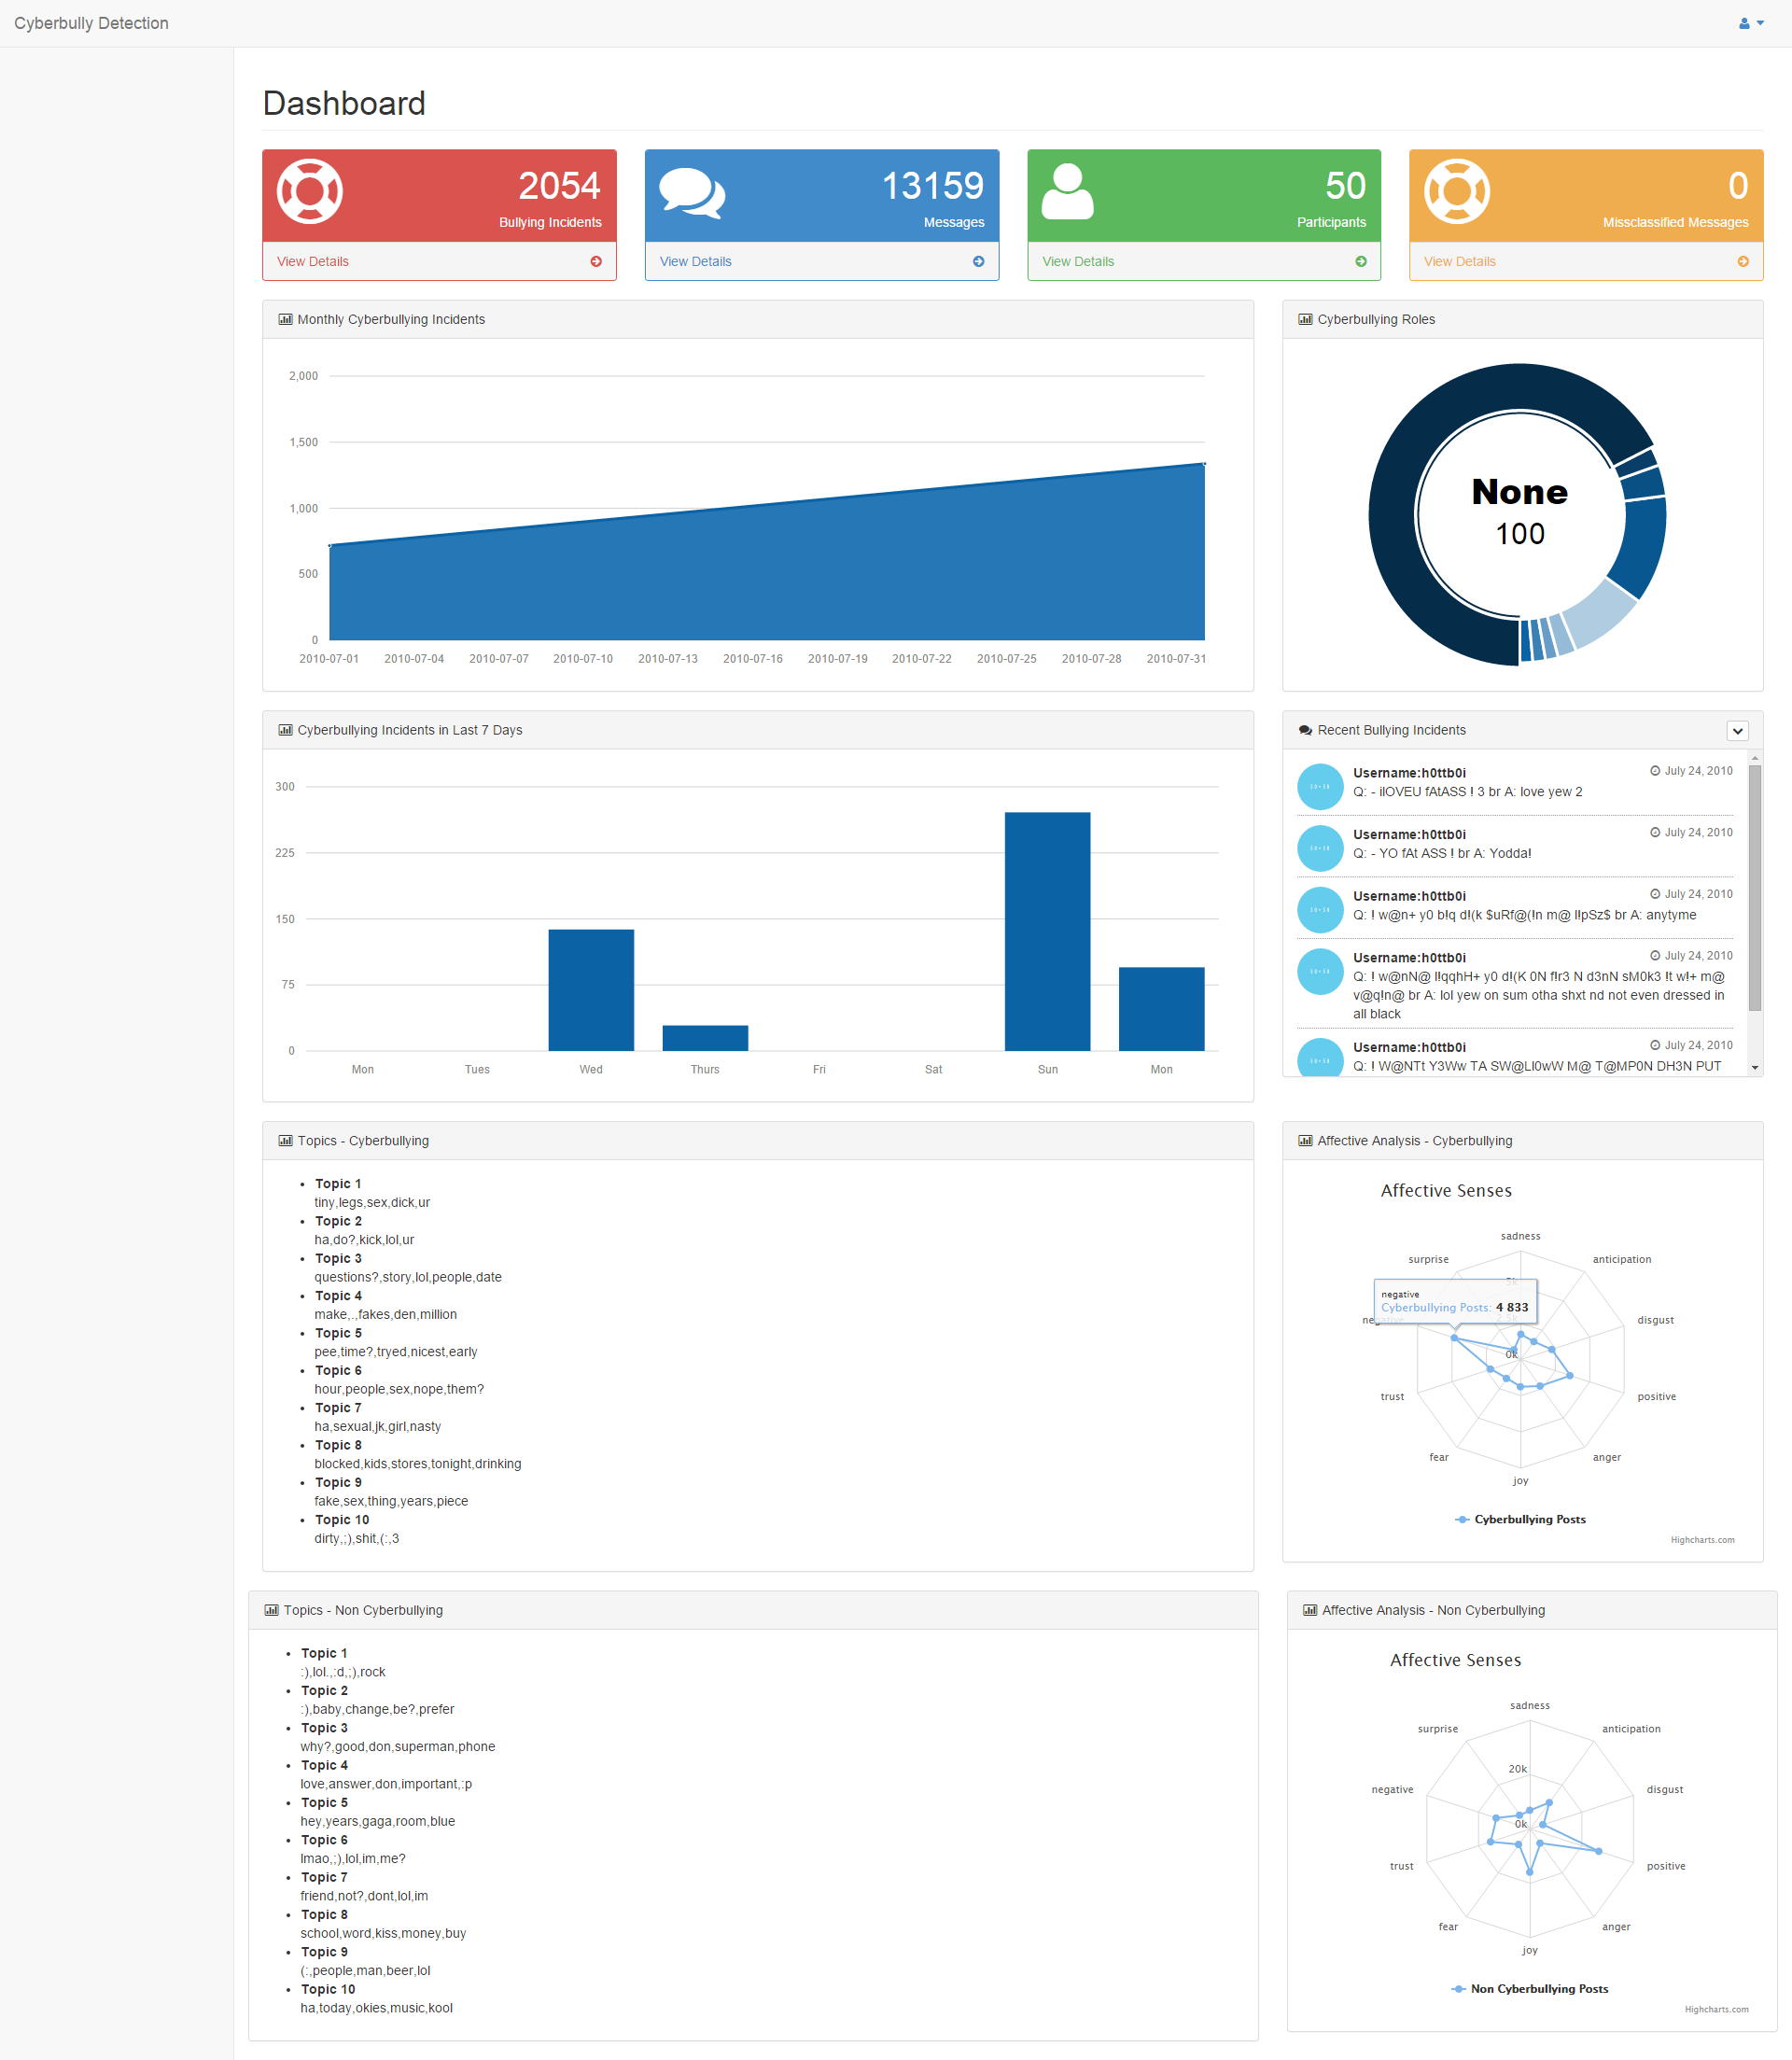 Cyberbully Detection
Dashboard
2054
Bullying Incidents
View Details
13159
Messages
View Details
50
Participants
View Details
0
Missclassified Messages
View Details
Monthly Cyberbullying Incidents
2,000
1,500
1,000
500
0
2010-07-01 2010-07-04 2010-07-07 2010-07-10 2010-07-13 2010-07-16 2010-07-19 2010-07-22 2010-07-25 2010-07-28 2010-07-31
Cyberbullying Roles
None
100
Cyberbullying Incidents in Last 7 Days
300
225
150
75
0
Mon Tues Wed Thurs Fri Sat Sun Mon
Recent Bullying Incidents
Username:h0ttb0i July 24, 2010
Q: - ilOVEU fAtASS ! 3 br A: love yew 2
Username:h0ttb0i July 24, 2010
Q: - YO fAt ASS ! br A: Yodda!
Username:h0ttb0i July 24, 2010
Q: ! w@n+ y0 b!q d!(k $uRf@(!n m@ l!pSz$ br A: anytyme
Username:h0ttb0i July 24, 2010
Q: ! w@nN@ l!qqhH+ y0 d!(K 0N f!r3 N d3nN sM0k3 !t w!+ m@
v@q!n@ br A: lol yew on sum otha shxt nd not even dressed in
all black
Username:h0ttb0i July 24, 2010
Q: ! W@NTt Y3Ww TA SW@Ll0wW M@ T@MP0N DH3N PUT
Topics - Cyberbullying
Topic 1
tiny,legs,sex,dick,ur
Topic 2
ha,do?,kick,lol,ur
Topic 3
questions?,story,lol,people,date
Topic 4
make,.,fakes,den,million
Topic 5
pee,time?,tryed,nicest,early
Topic 6
hour,people,sex,nope,them?
Topic 7
ha,sexual,jk,girl,nasty
Topic 8
blocked,kids,stores,tonight,drinking
Topic 9
fake,sex,thing,years,piece
Topic 10
dirty,;),shit,(:,3
Affective Analysis - Cyberbullying
Affective Senses
sadness
surprise
anticipation
5k
negative
Cyberbullying Posts: 4 833
2.5k
negative
disgust
0k
trust
positive
fear
anger
joy
Cyberbullying Posts
Highcharts.com
Topics - Non Cyberbullying
Topic 1
:),lol.,:d,;),rock
Topic 2
:),baby,change,be?,prefer
Topic 3
why?,good,don,superman,phone
Topic 4
love,answer,don,important,:p
Topic 5
hey,years,gaga,room,blue
Topic 6
lmao,;),lol,im,me?
Topic 7
friend,not?,dont,lol,im
Topic 8
school,word,kiss,money,buy
Topic 9
(:,people,man,beer,lol
Topic 10
ha,today,okies,music,kool
Affective Analysis - Non Cyberbullying
Affective Senses
sadness
surprise
anticipation
20k
negative
disgust
0k
trust
positive
fear
anger
joy
Non Cyberbullying Posts
Highcharts.com